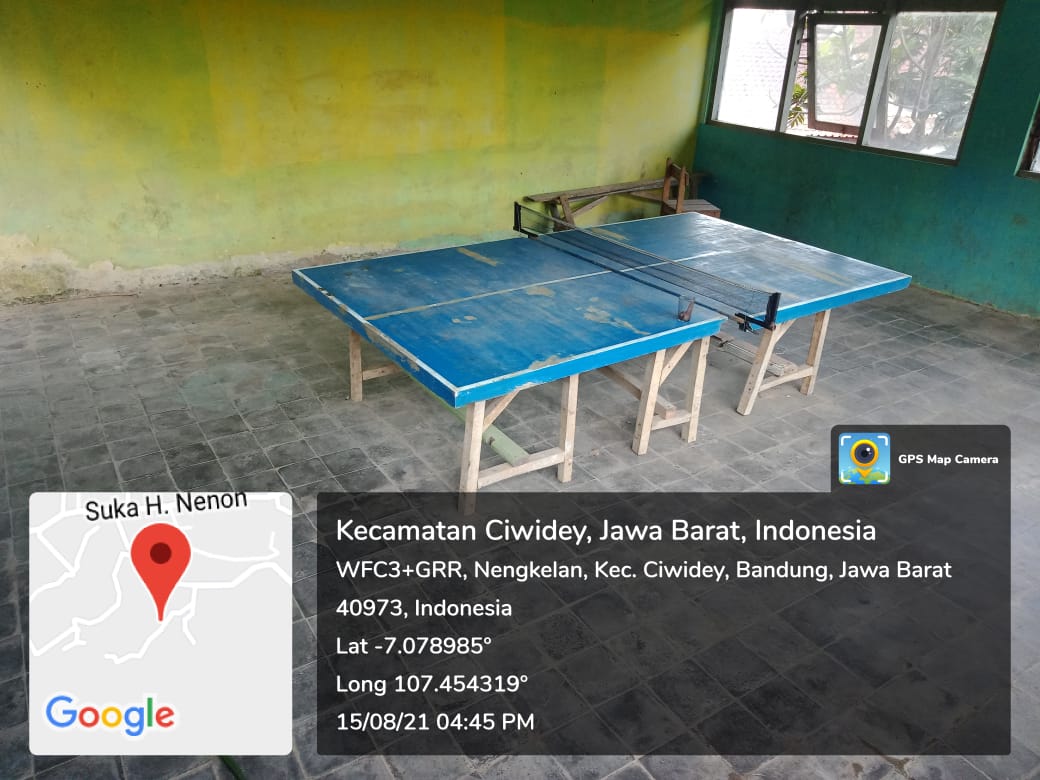 GPS Map Camera
Suka H. Nenon
Google
Kecamatan Ciwidey, Jawa Barat, Indonesia
WFC3+GRR, Nengkelan, Kec. Ciwidey, Bandung, Jawa Barat
40973, Indonesia
Lat -7.078985°
Long 107.454319°
15/08/21 04:45 PM